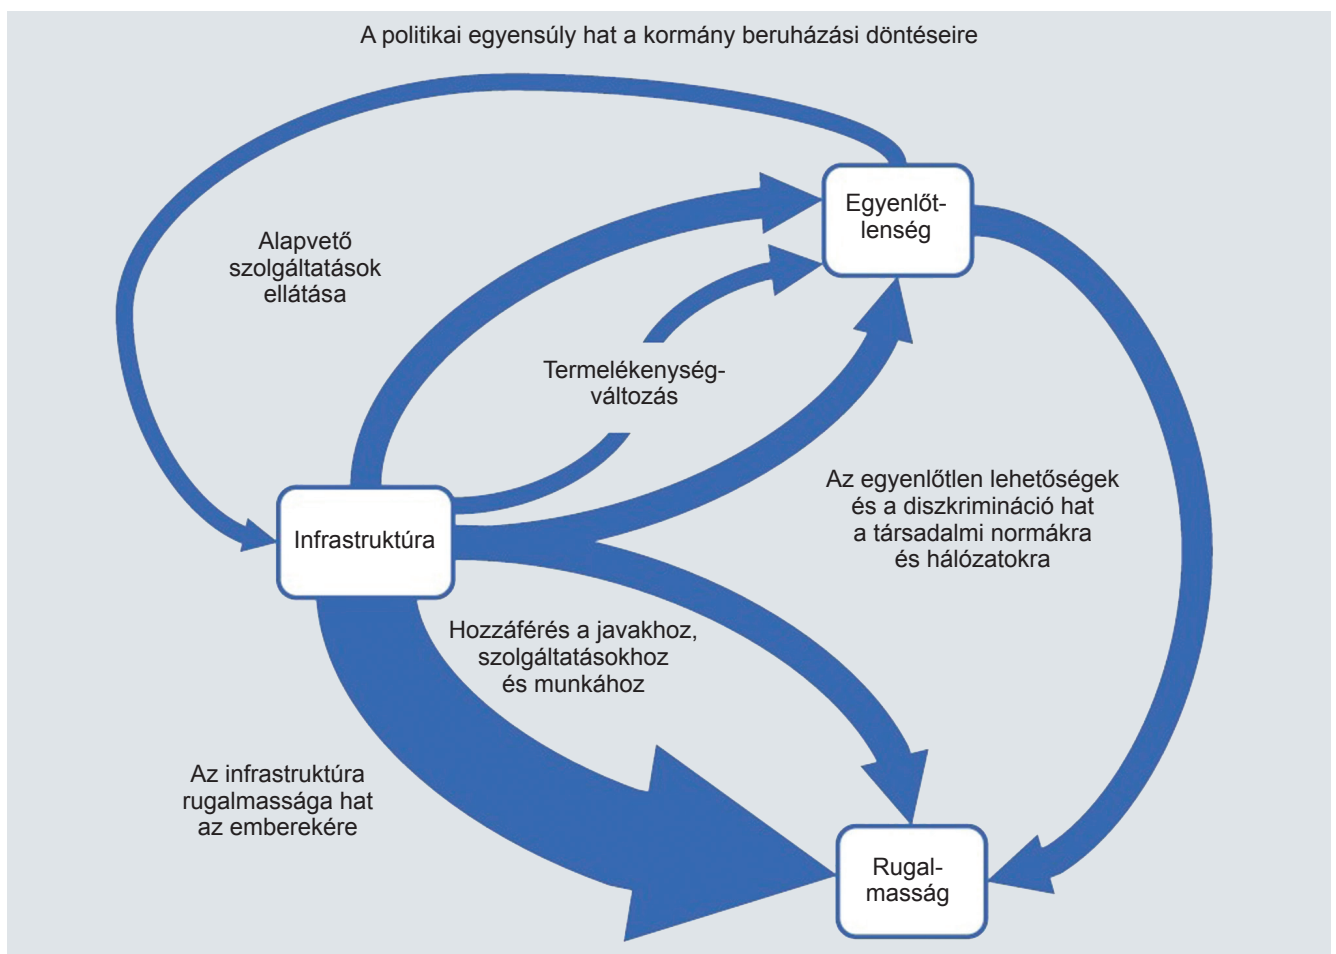 A politikai egyensúly hat a kormány beruházási döntéseire
Egyenlőt-
lenség
Alapvető
szolgáltatások
ellátása
Termelékenység-
változás
Az egyenlőtlen lehetőségek
és a diszkrimináció hat
a társadalmi normákra
és hálózatokra
Infrastruktúra
Hozzáférés a javakhoz,
szolgáltatásokhoz
és munkához
Az infrastruktúra
rugalmassága hat
az emberekére
Rugal-
masság